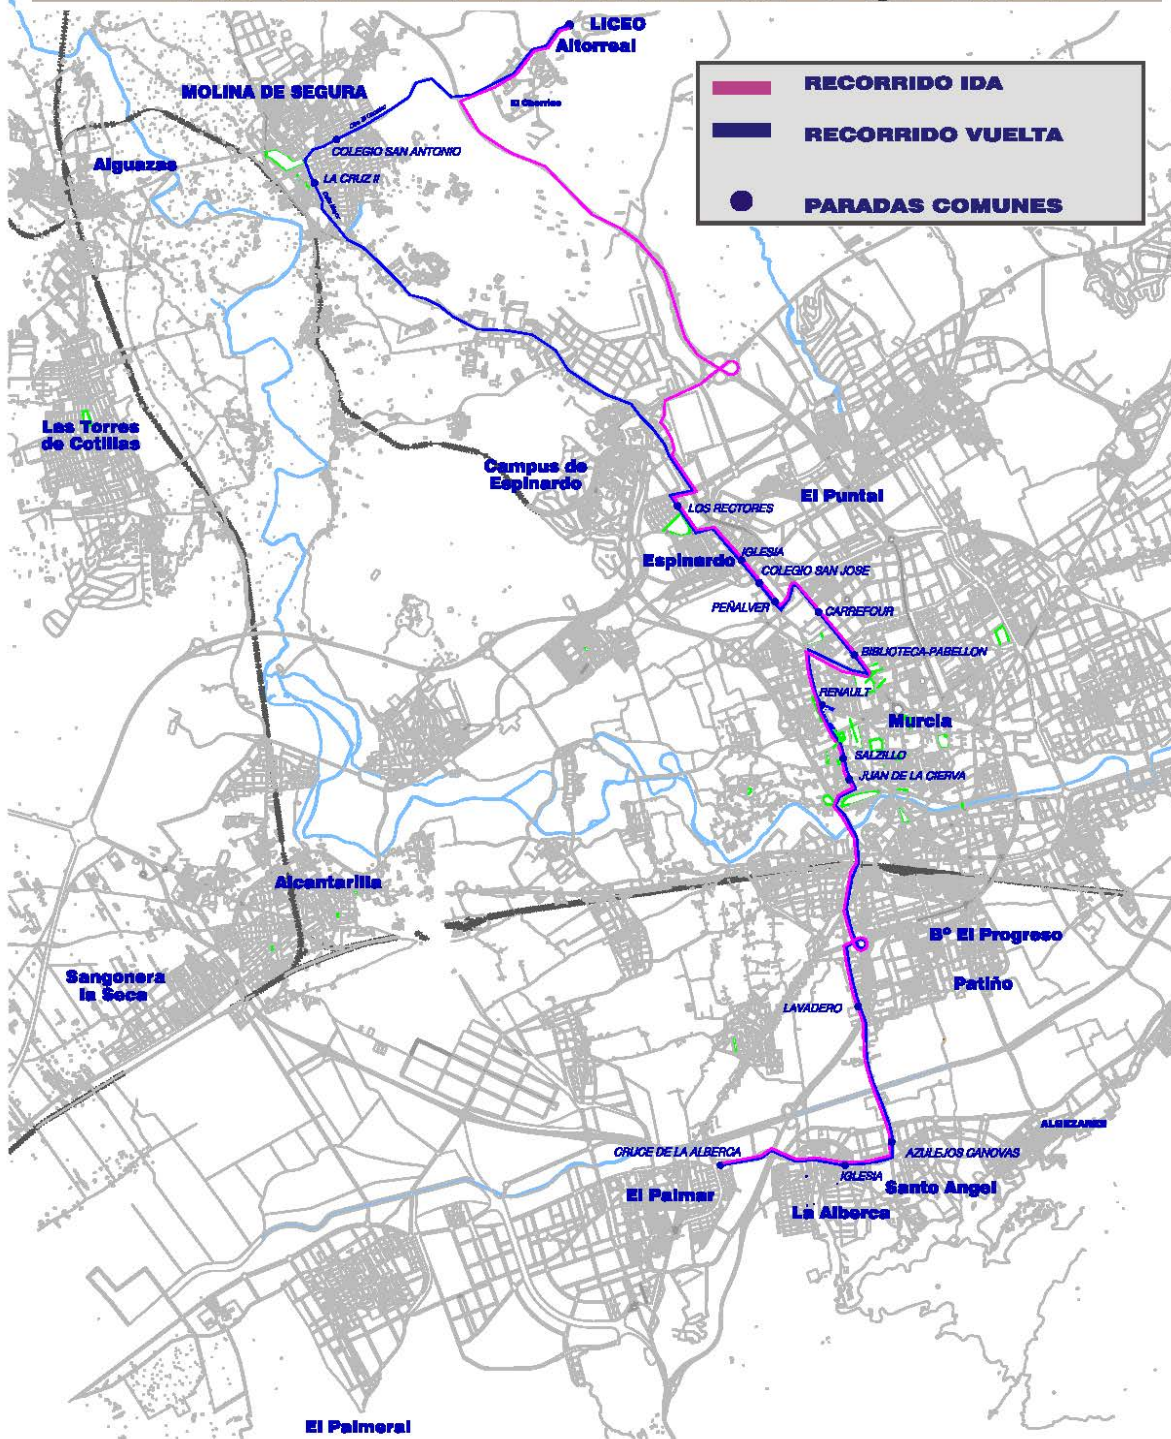 LICEO
Altorreal
MOLINA DE SEGURA
El Chorrico
RECORRIDO IDA
RECORRIDO VUELTA
PARADAS COMUNES
COLEGIO SAN ANTONIO
Alguazas
LA CRUZ II
Las Torres
de Cotillas
Campus de
Espinardo
El Puntal
LOS RECTORES
Espinardo
IGLESIA
COLEGIO SAN JOSE
PEÑALVER
CARREFOUR
BIBLIOTECA-PABELLON
RENAULT
Murcia
SALZILLO
JUAN DE LA CIERVA
Alcantarilla
Bº El Progreso
Sangonera
la Seca
Patiño
LAVADERO
ALGEZARES
CRUCE DE LA ALBERCA
AZULEJOS CANOVAS
IGLESIA
Santo Angel
El Palmar
La Alberca
El Palmeral